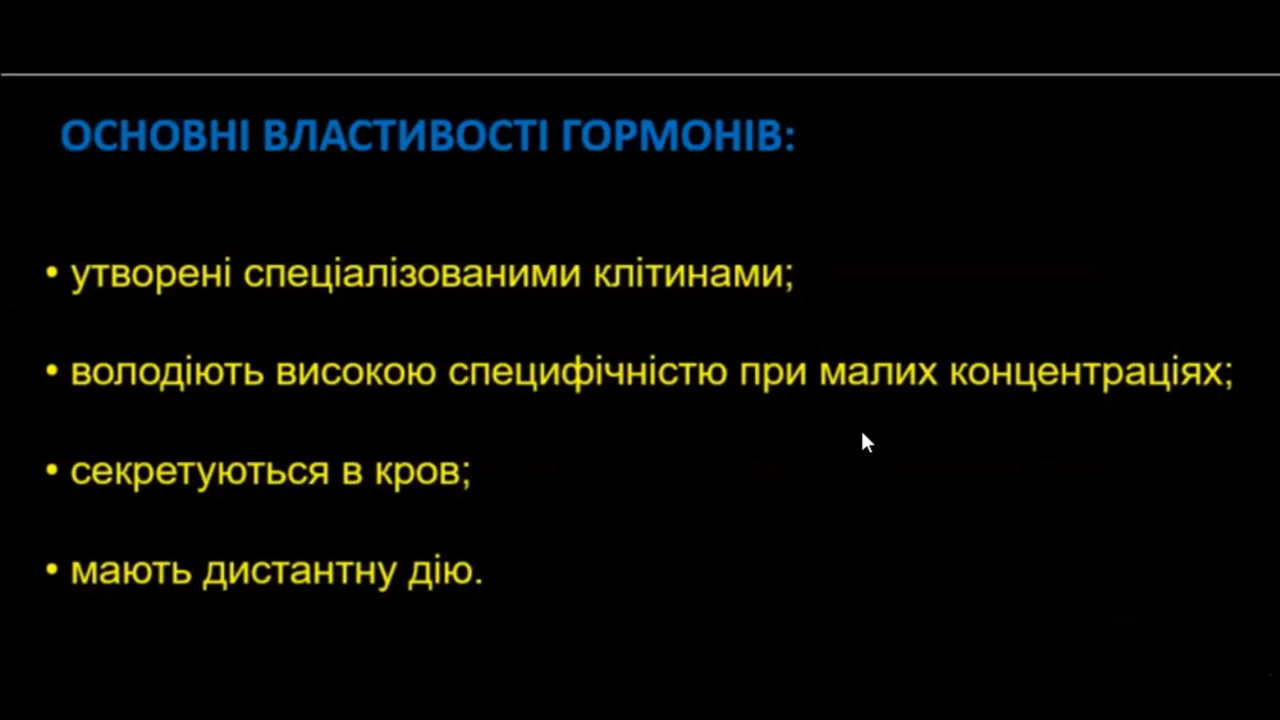 ОСНОВНІ ВЛАСТИВОСТІ ГОРМОНІВ:
• утворені спеціалізованими клітинами;
• володіють високою специфічністю при малих концентраціях;
• секретуються в кров;
• мають дистантну дію.